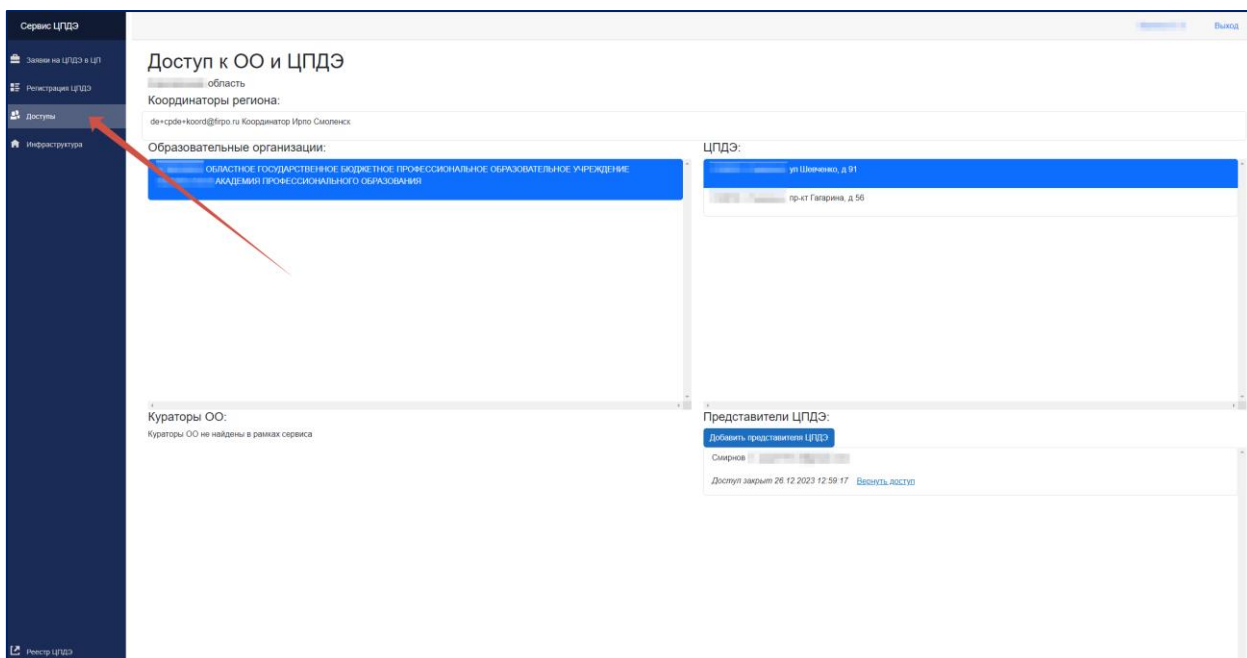 Сервис ЦПДЭ
Выход
Заявки на ЦПДЭ в ЦП
Регистрация ЦПДЭ
Доступы
Инфраструктура
Доступ к ОО и ЦПДЭ
область
Координаторы региона:
de+cpde+koord@firpo.ru Координатор Ирпо Смоленск
Образовательные организации:
ОБЛАСТНОЕ ГОСУДАРСТВЕННОЕ БЮДЖЕТНОЕ ПРОФЕССИОНАЛЬНОЕ ОБРАЗОВАТЕЛЬНОЕ УЧРЕЖДЕНИЕ
АКАДЕМИЯ ПРОФЕССИОНАЛЬНОГО ОБРАЗОВАНИЯ
ЦПДЭ:
ул Шевченко, д 91
пр-кт Гагарина, д 56
Кураторы ОО:
Кураторы ОО не найдены в рамках сервиса
Представители ЦПДЭ:
Добавить представителя ЦПДЭ
Смирнов
Доступ закрыт 26.12.2023 12:59:17 Вернуть доступ
Реестр ЦПДЭ